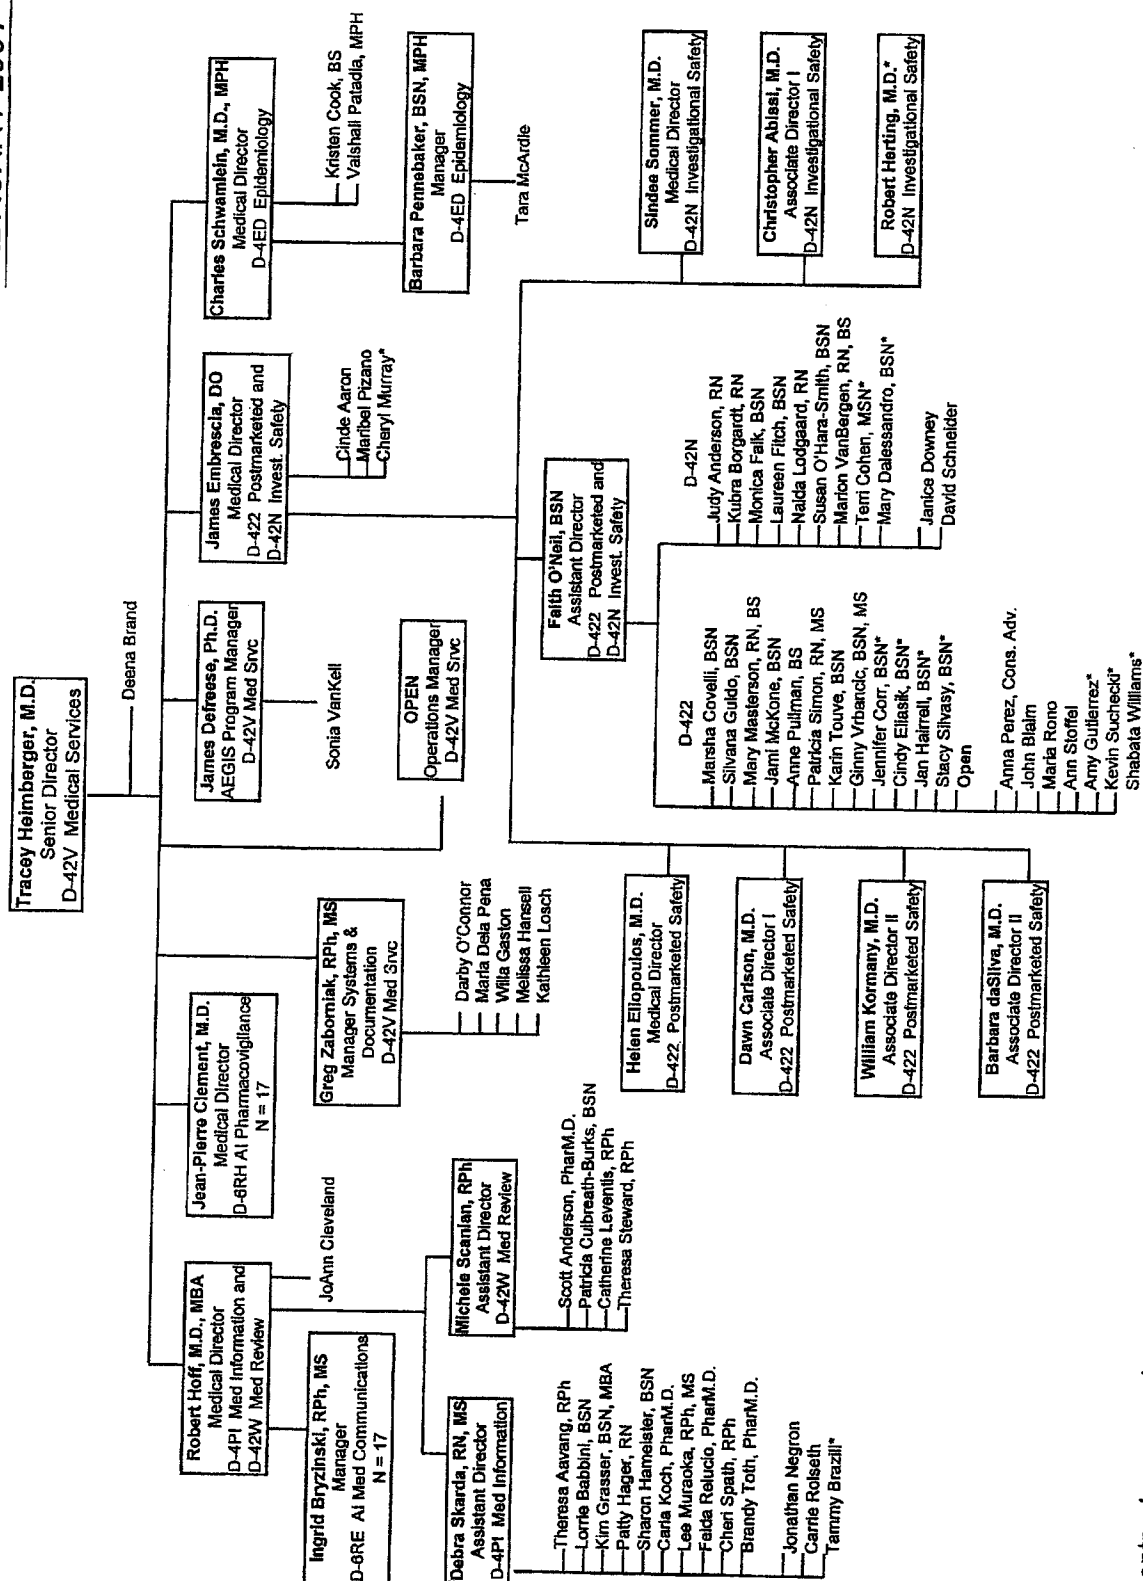 Tracey Heimberger, M.D.
Senior Director
D-42V Medical Services
Deena Brand
Robert Hoff, M.D., MBA
Medical Director
D-4PI Med Information and
D-42W Med Review
JoAnn Cleveland
Ingrid Bryzinski, RPh, MS
Manager
D-6RE AI Med Communications
N = 17
Debra Skarda, RN, MS
Assistant Director
D-4PI Med Information
Theresa Aavang, RPh
Lorrie Babbini, BSN
Kim Grasser, BSN, MBA
Patty Hager, RN
Sharon Hameister, BSN
Carla Koch, PharM.D.
Lee Muraoka, RPh, MS
Felda Relucio, PharM.D.
Cheri Spath, RPh
Brandy Toth, PharM.D.
Jonathan Negron
Carrie Rolseth
Tammy Brazill*
Michele Scanlan, RPh
Assistant Director
D-42W Med Review
Scott Anderson, PharM.D.
Patricia Culbreath-Burks, BSN
Catherine Leventis, RPh
Theresa Steward, RPh
Jean-Pierre Clement, M.D.
Medical Director
D-6RH AI Pharmacovigilance
N = 17
Greg Zaborniak, RPh, MS
Manager Systems &
Documentation
D-42V Med Srvc
Darby O'Connor
Marla Dela Pena
Willa Gaston
Melissa Hansell
Kathleen Losch
James Defreese, Ph.D.
AEGIS Program Manager
D-42V Med Srvc
Sonia VanKell
OPEN
Operations Manager
D-42V Med Srvc
James Embrescia, DO
Medical Director
D-422 Postmarketed and
D-42N Invest. Safety
Cinde Aaron
Maribel Pizano
Cheryl Murray*
Charles Schwamlein, M.D., MPH
Medical Director
D-4ED Epidemiology
Kristen Cook, BS
Vaishali Patadia, MPH
Barbara Pennebaker, BSN, MPH
Manager
D-4ED Epidemiology
Tara McArdle
Helen Eliopulos, M.D.
Medical Director
D-422 Postmarketed Safety
Dawn Carlson, M.D.
Associate Director I
D-422 Postmarketed Safety
William Kormany, M.D.
Associate Director II
D-422 Postmarketed Safety
Barbara daSilva, M.D.
Associate Director II
D-422 Postmarketed Safety
Faith O'Neil, BSN
Assistant Director
D-422 Postmarketed and
D-42N Invest. Safety
D-422
Marsha Covelli, BSN
Silvana Guido, BSN
Mary Masterson, RN, BS
Jami McKone, BSN
Anne Pullman, BS
Patricia Simon, RN, MS
Karin Touve, BSN
Ginny Vrbancic, BSN, MS
Jennifer Corr, BSN*
Cindy Eliasik, BSN*
Jan Hairrell, BSN*
Stacy Silvasy, BSN*
Open
Anna Perez, Cons. Adv.
John Blaim
Maria Rono
Ann Stoffel
Amy Gutierrez*
Kevin Suchecki*
Shabata Williams*
D-42N
Judy Anderson, RN
Kubra Borgardt, RN
Monica Falk, BSN
Laureen Fitch, BSN
Naida Lodgaard, RN
Susan O'Hara-Smith, BSN
Marion VanBergen, RN, BS
Terri Cohen, MSN*
Mary Dalessandro, BSN*
Janice Downey
David Schneider
Sindee Sommer, M.D.
Medical Director
D-42N Investigational Safety
Christopher Abissi, M.D.
Associate Director I
D-42N Investigational Safety
Robert Herting, M.D.*
D-42N Investigational Safety